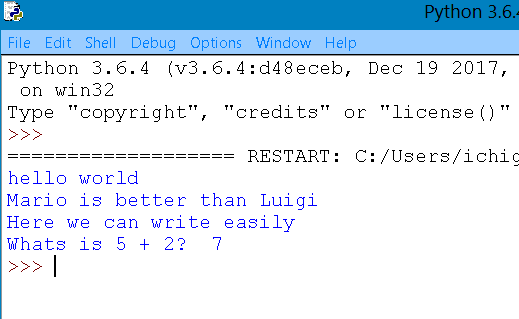 Python 3.6.4
File Edit Shell Debug Options Window Help
Python 3.6.4 (v3.6.4:d48eceb, Dec 19 2017,
on win32
Type "copyright", "credits" or "license()"
>>>
=================== RESTART: C:/Users/ichig
hello world
Mario is better than Luigi
Here we can write easily
Whats is 5 + 2?  7
>>>